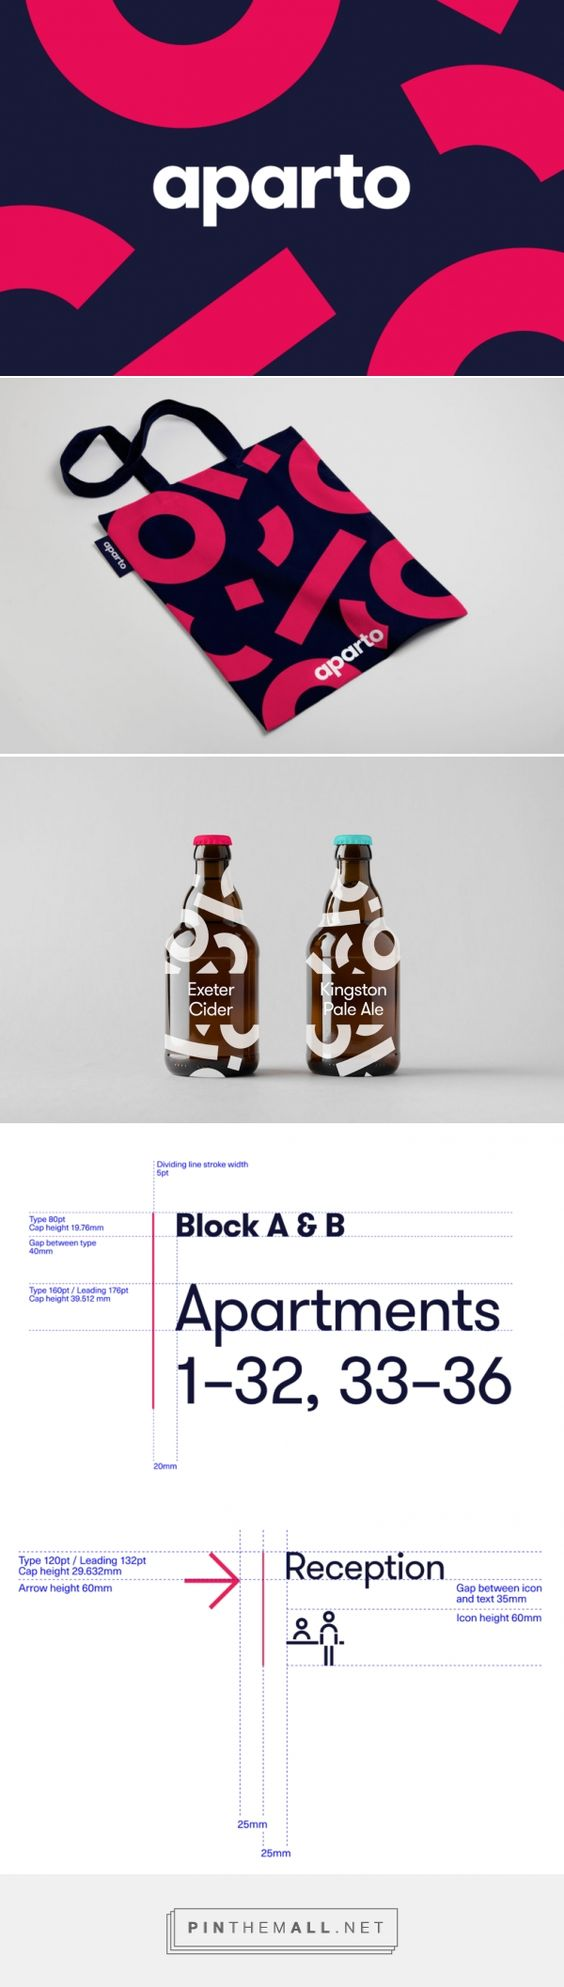 aparto
aparto
aparto
Exeter
Cider
Kingston
Pale Ale
Dividing line stroke width
5pt
Type 80pt
Cap height 19.76mm
Gap between type
40mm
Block A & B
Type 160pt / Leading 176pt
Cap height 39.512 mm
Apartments
1–32, 33–36
20mm
Type 120pt / Leading 132pt
Cap height 29.632mm
Arrow height 60mm
Reception
Gap between icon
and text 35mm
Icon height 60mm
25mm
25mm
PINTHEMALL.NET